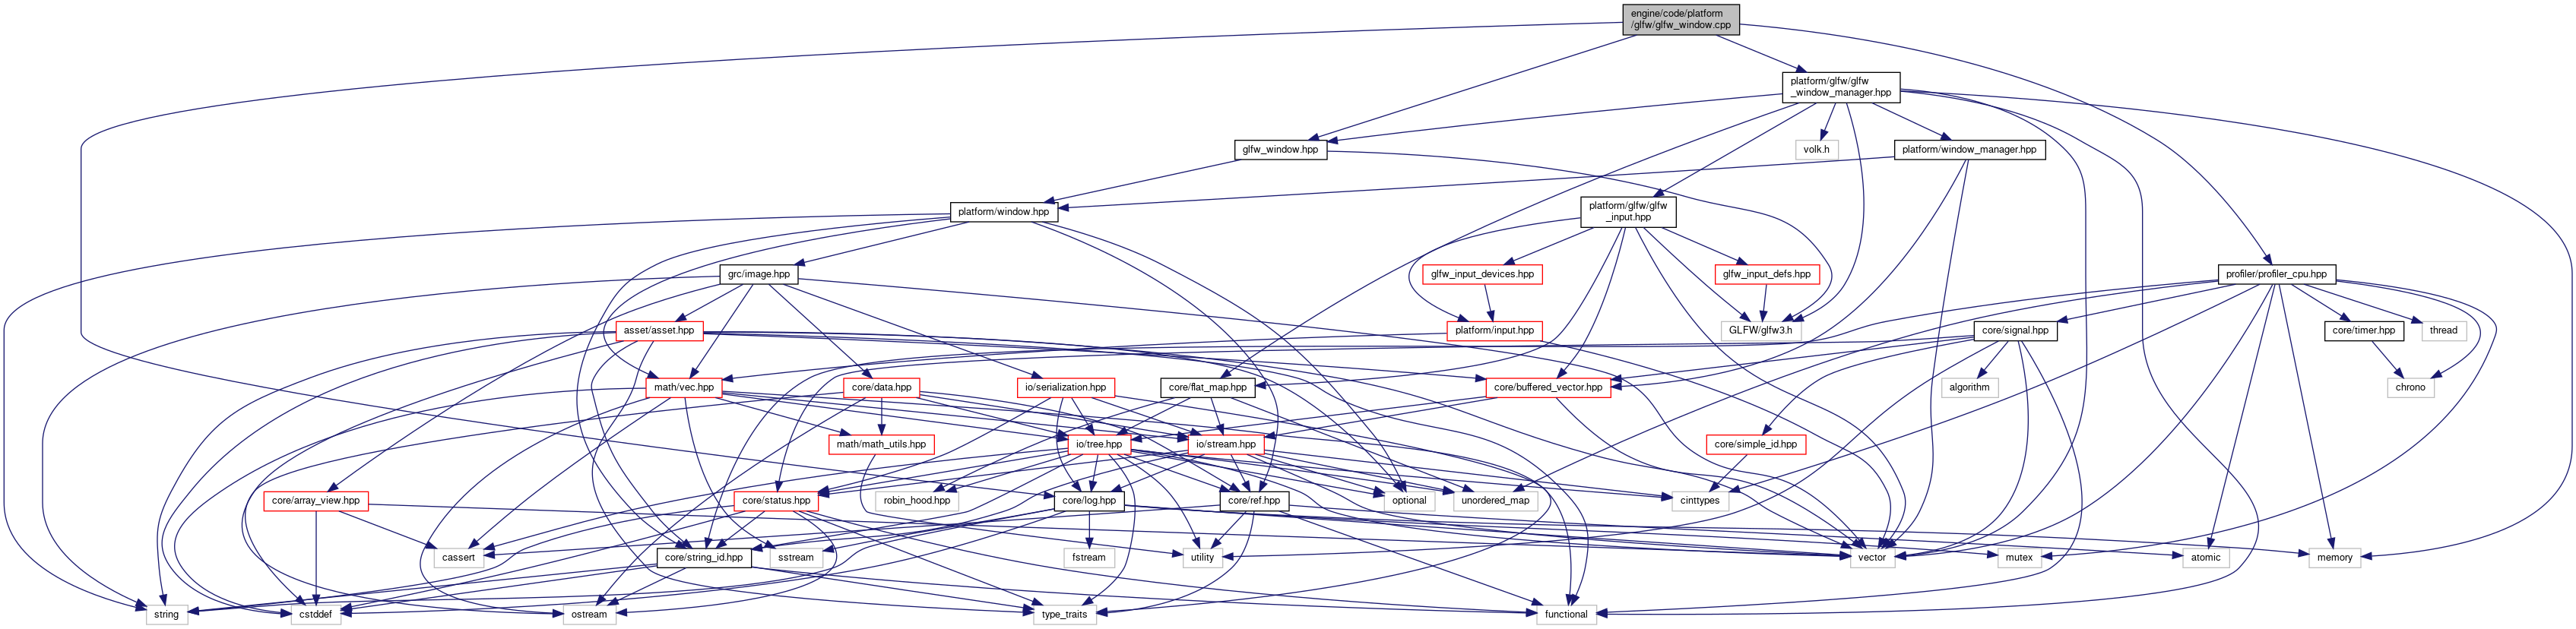 engine/code/platform
/glfw/glfw_window.cpp
platform/glfw/glfw
_window_manager.hpp
glfw_window.hpp
volk.h
platform/window_manager.hpp
platform/window.hpp
platform/glfw/glfw
_input.hpp
grc/image.hpp
glfw_input_devices.hpp
glfw_input_defs.hpp
profiler/profiler_cpu.hpp
asset/asset.hpp
platform/input.hpp
GLFW/glfw3.h
core/signal.hpp
core/timer.hpp
thread
math/vec.hpp
core/data.hpp
io/serialization.hpp
core/flat_map.hpp
core/buffered_vector.hpp
algorithm
chrono
math/math_utils.hpp
io/tree.hpp
io/stream.hpp
core/simple_id.hpp
core/array_view.hpp
core/status.hpp
robin_hood.hpp
core/log.hpp
core/ref.hpp
optional
unordered_map
cinttypes
cassert
core/string_id.hpp
sstream
fstream
utility
vector
mutex
atomic
memory
string
cstddef
ostream
type_traits
functional